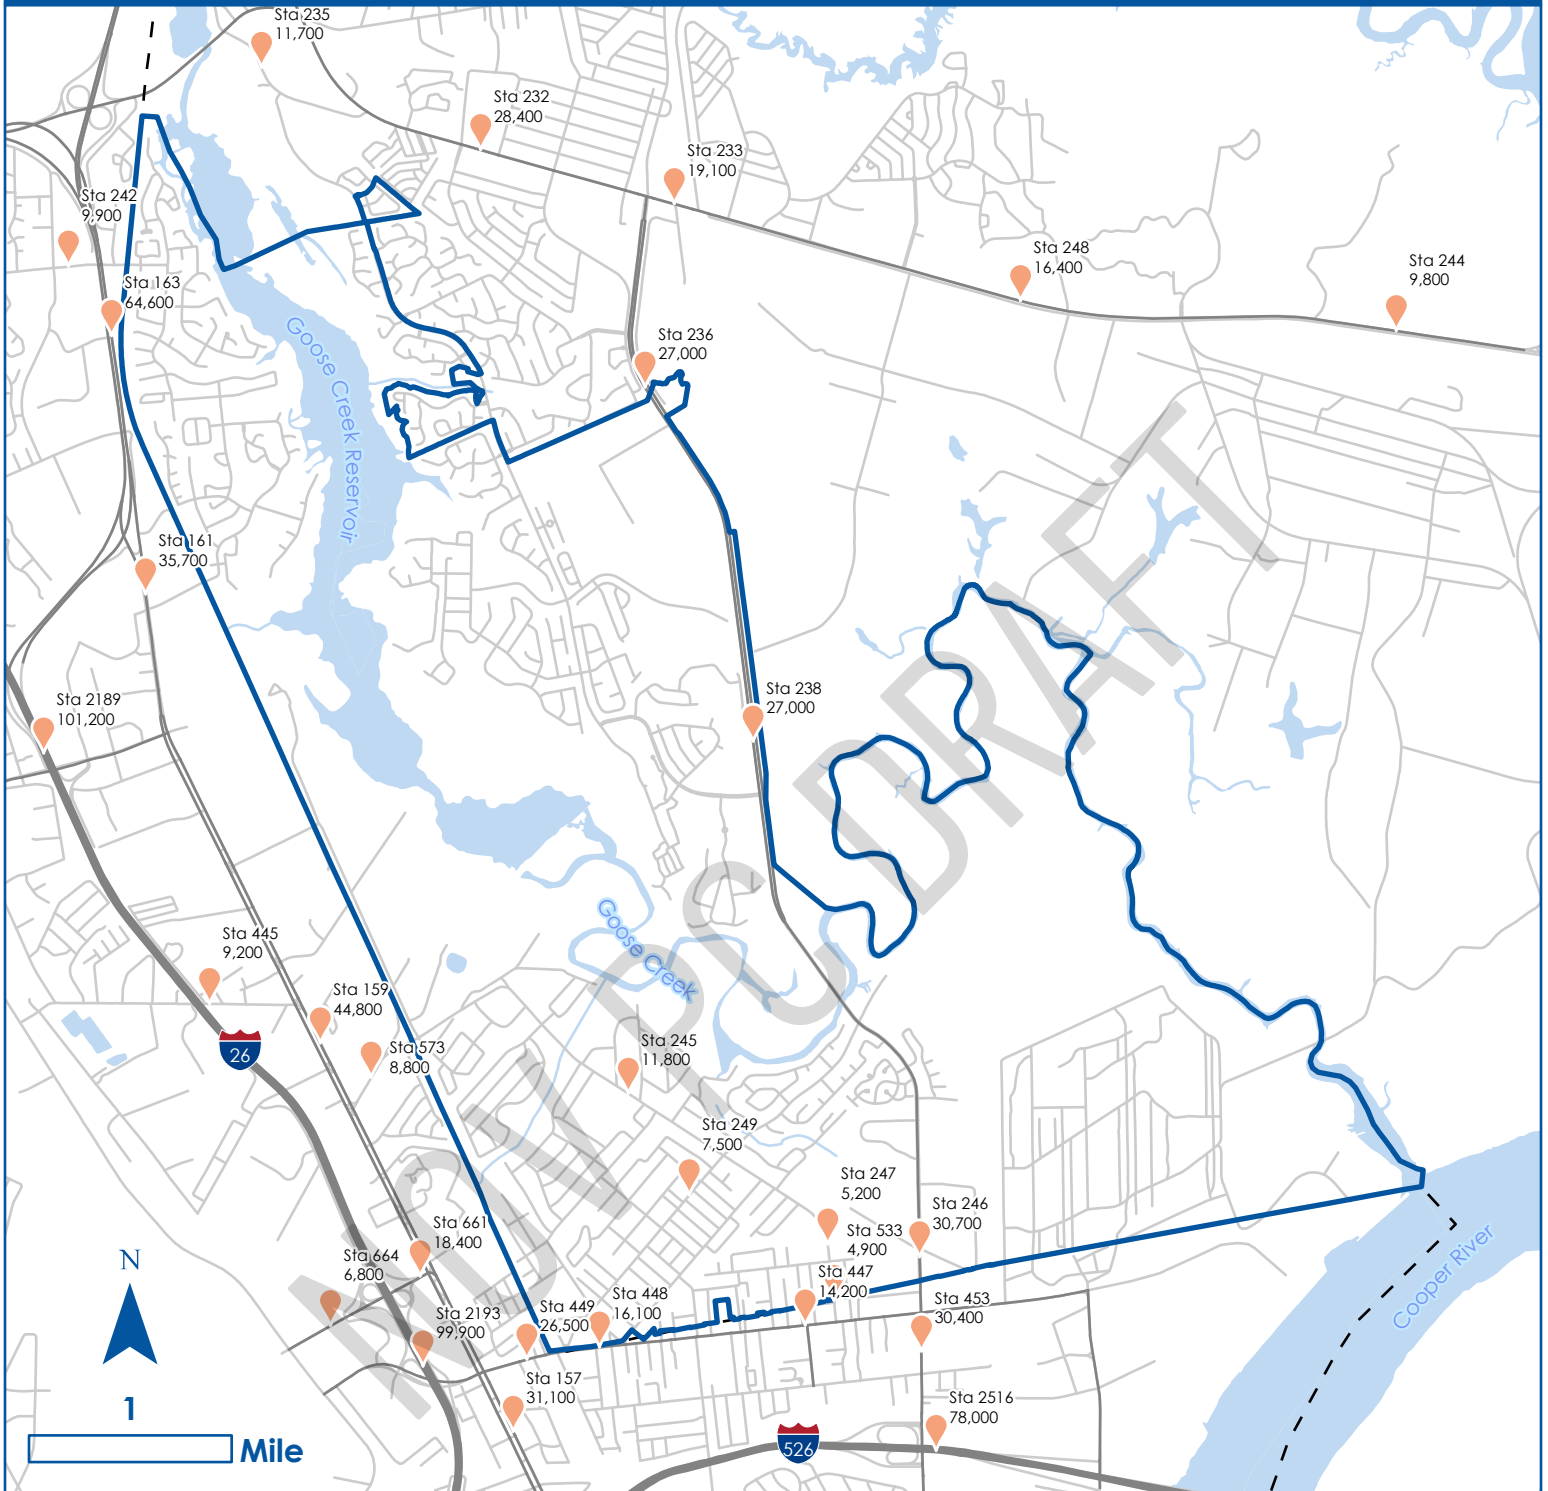 Sta 235
11,700
Sta 232
28,400
Sta 233
19,100
Sta 242
9,900
Sta 248
16,400
Sta 244
9,800
Sta 163
64,600
Sta 236
27,000
Goose Creek Reservoir
Sta 161
35,700
Sta 2189
101,200
Sta 238
27,000
NOV PC DRAFT
Goose Creek
Sta 445
9,200
Sta 159
44,800
26
Sta 573
8,800
Sta 245
11,800
Sta 249
7,500
Sta 247
5,200
Sta 246
30,700
Sta 533
4,900
Sta 661
18,400
Sta 664
6,800
Sta 447
14,200
Sta 448
16,100
Sta 449
26,500
Sta 453
30,400
Sta 2193
99,900
Cooper River
Sta 157
31,100
Sta 2516
78,000
526
N
1
Mile